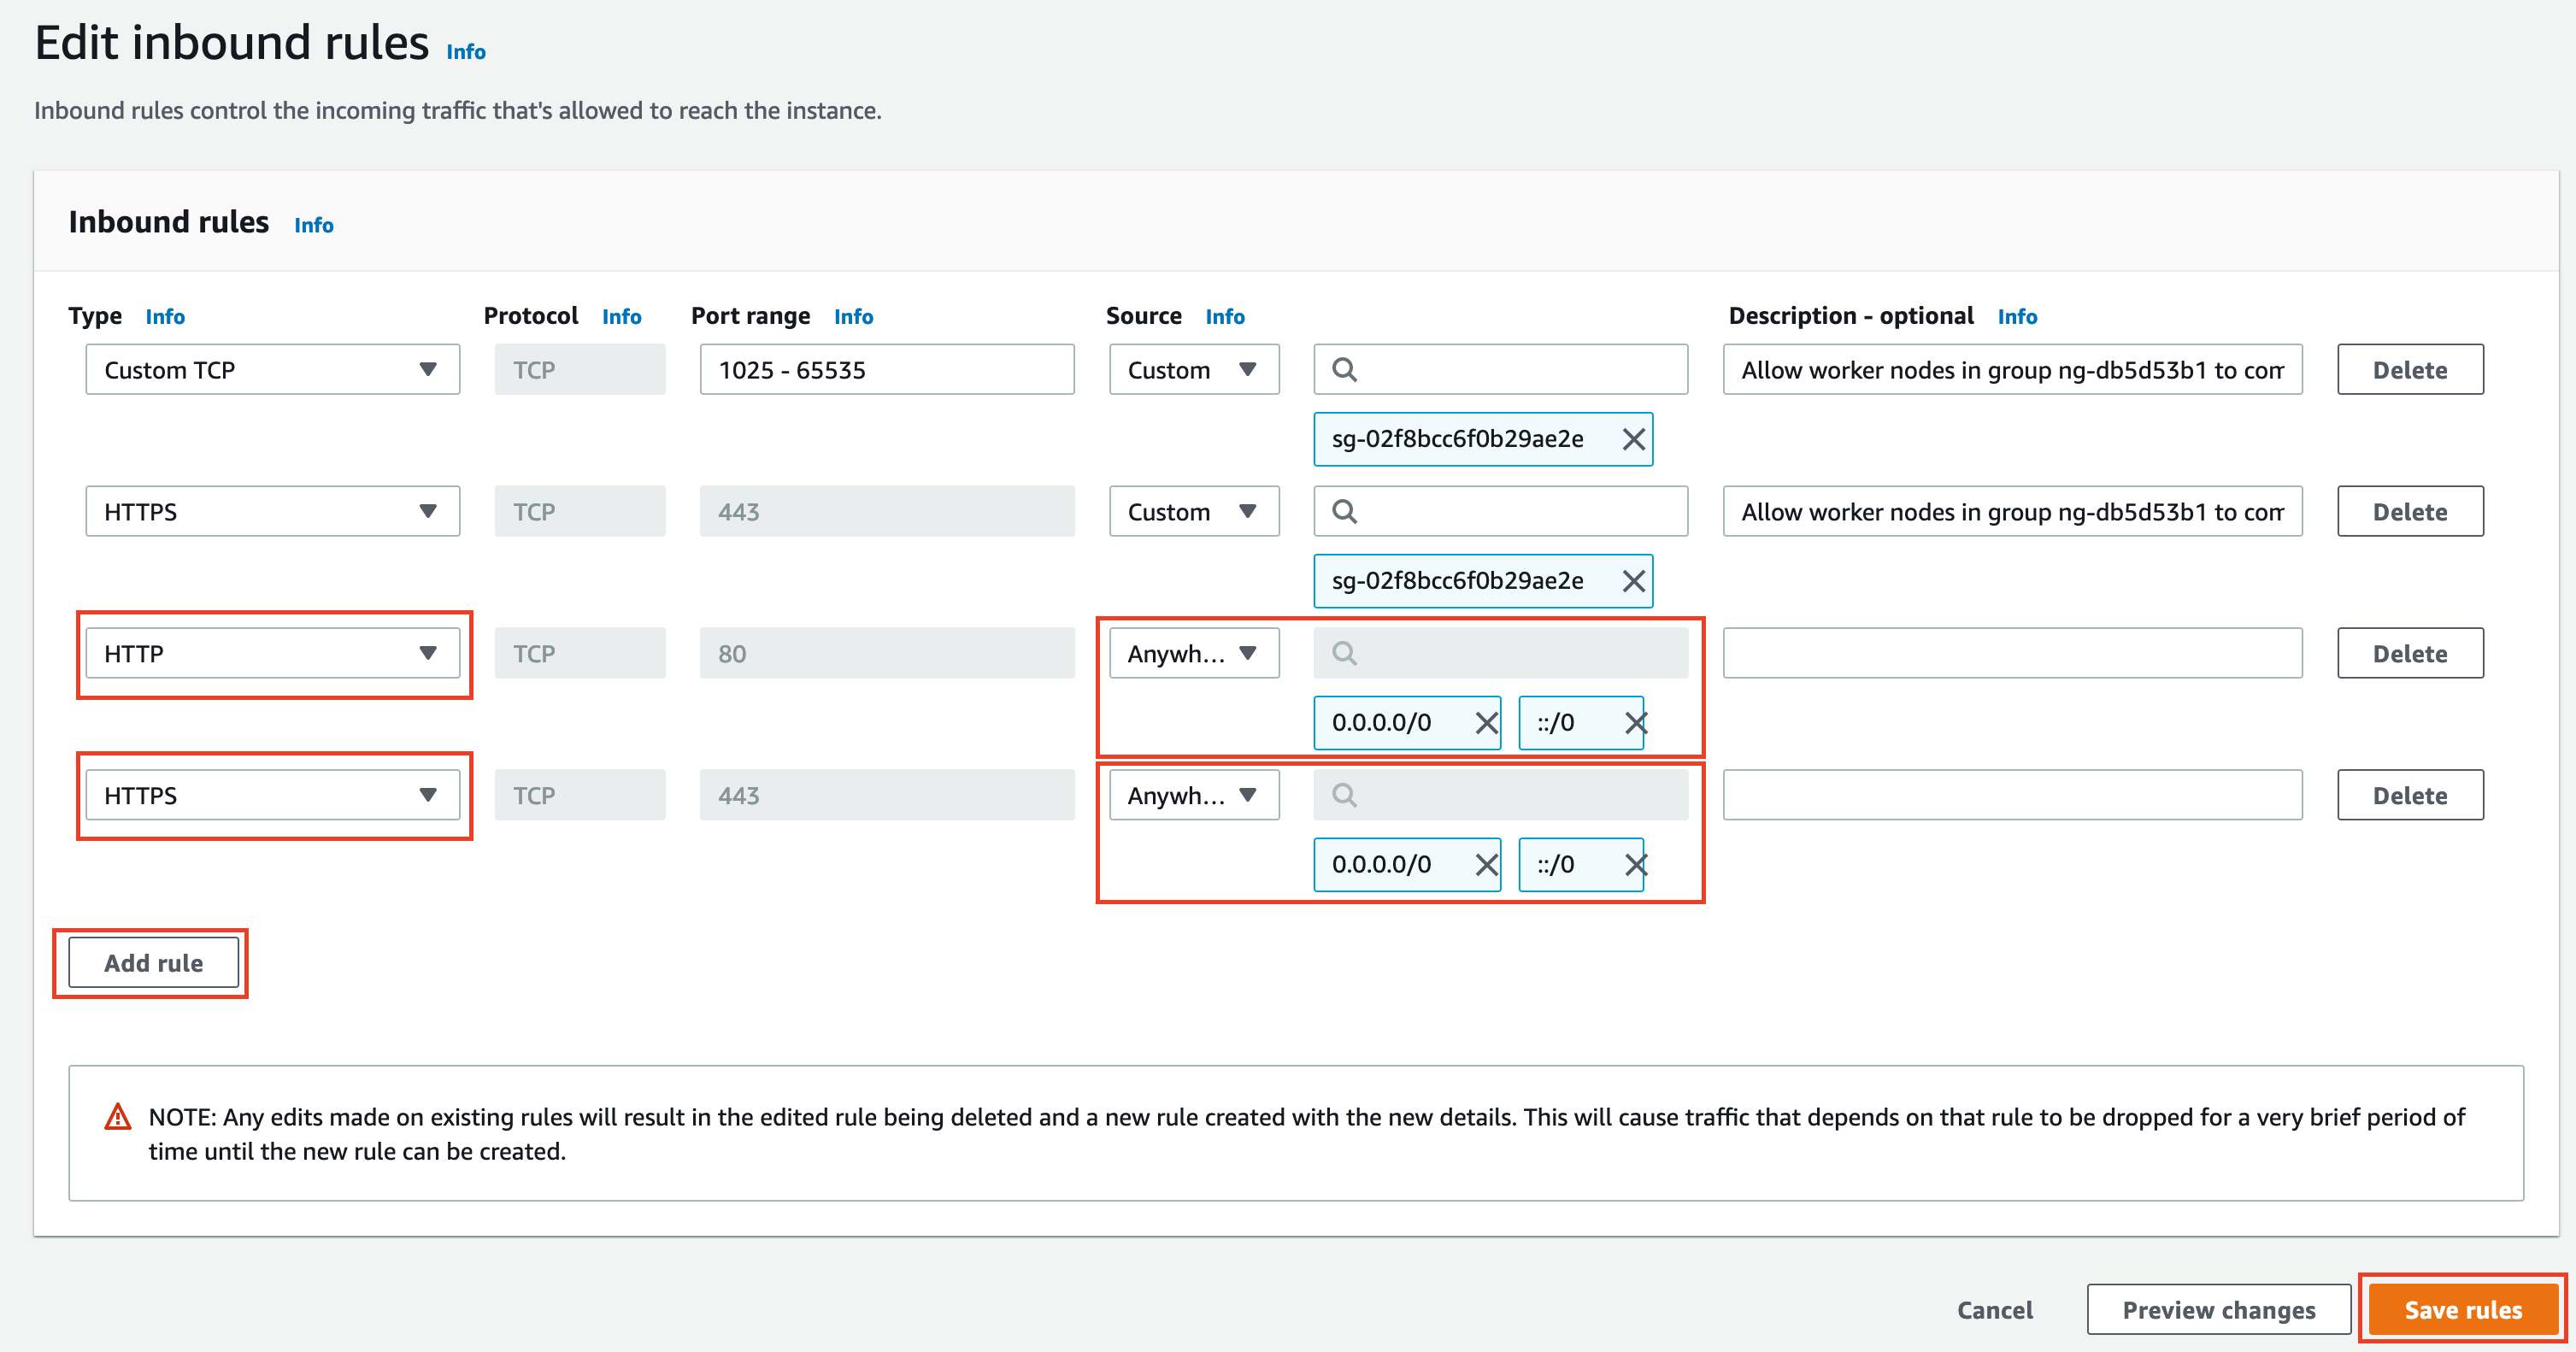 Edit inbound rules Info
Inbound rules control the incoming traffic that's allowed to reach the instance.
Inbound rules Info
Type Info Protocol Info Port range Info Source Info Description - optional Info
Custom TCP TCP 1025 - 65535 Custom Allow worker nodes in group ng-db5d53b1 to com Delete
sg-02f8bcc6f0b29ae2e
HTTPS TCP 443 Custom Allow worker nodes in group ng-db5d53b1 to com Delete
sg-02f8bcc6f0b29ae2e
HTTP TCP 80 Anywh... Delete
0.0.0.0/0 ::/0
HTTPS TCP 443 Anywh... Delete
0.0.0.0/0 ::/0
Add rule
NOTE: Any edits made on existing rules will result in the edited rule being deleted and a new rule created with the new details. This will cause traffic that depends on that rule to be dropped for a very brief period of
time until the new rule can be created.
Cancel Preview changes Save rules